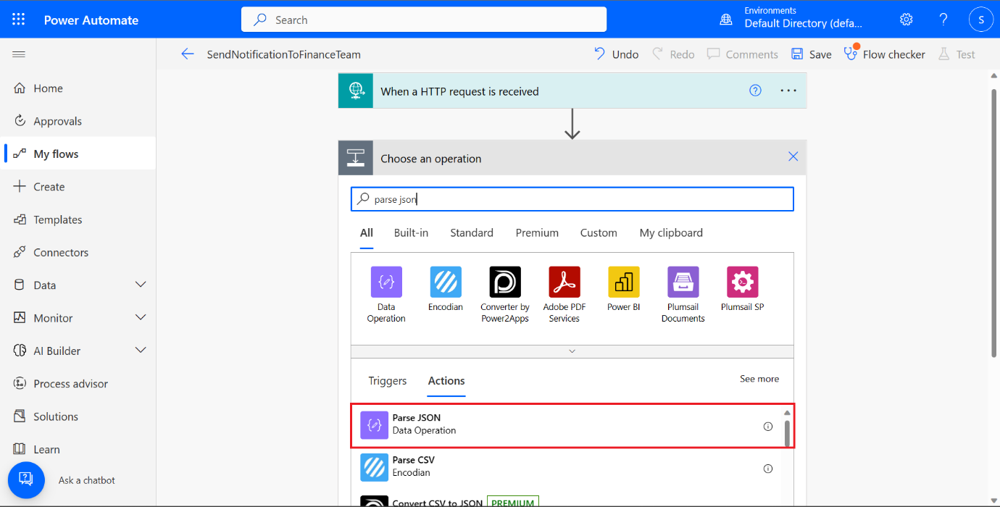 Power Automate
Search
Environments
Default Directory (defa...
S
SendNotificationToFinanceTeam
Undo
Redo
Comments
Save
Flow checker
Test
Home
Approvals
My flows
Create
Templates
Connectors
Data
Monitor
AI Builder
Process advisor
Solutions
Learn
Ask a chatbot
When a HTTP request is received
Choose an operation
parse json
All Built-in Standard Premium Custom My clipboard
Data
Operation
Encodian
Converter by
Power2Apps
Adobe PDF
Services
Power BI
Plumsail
Documents
Plumsail SP
Triggers Actions See more
Parse JSON
Data Operation
Parse CSV
Encodian
Convert CSV to JSON PREMIUM